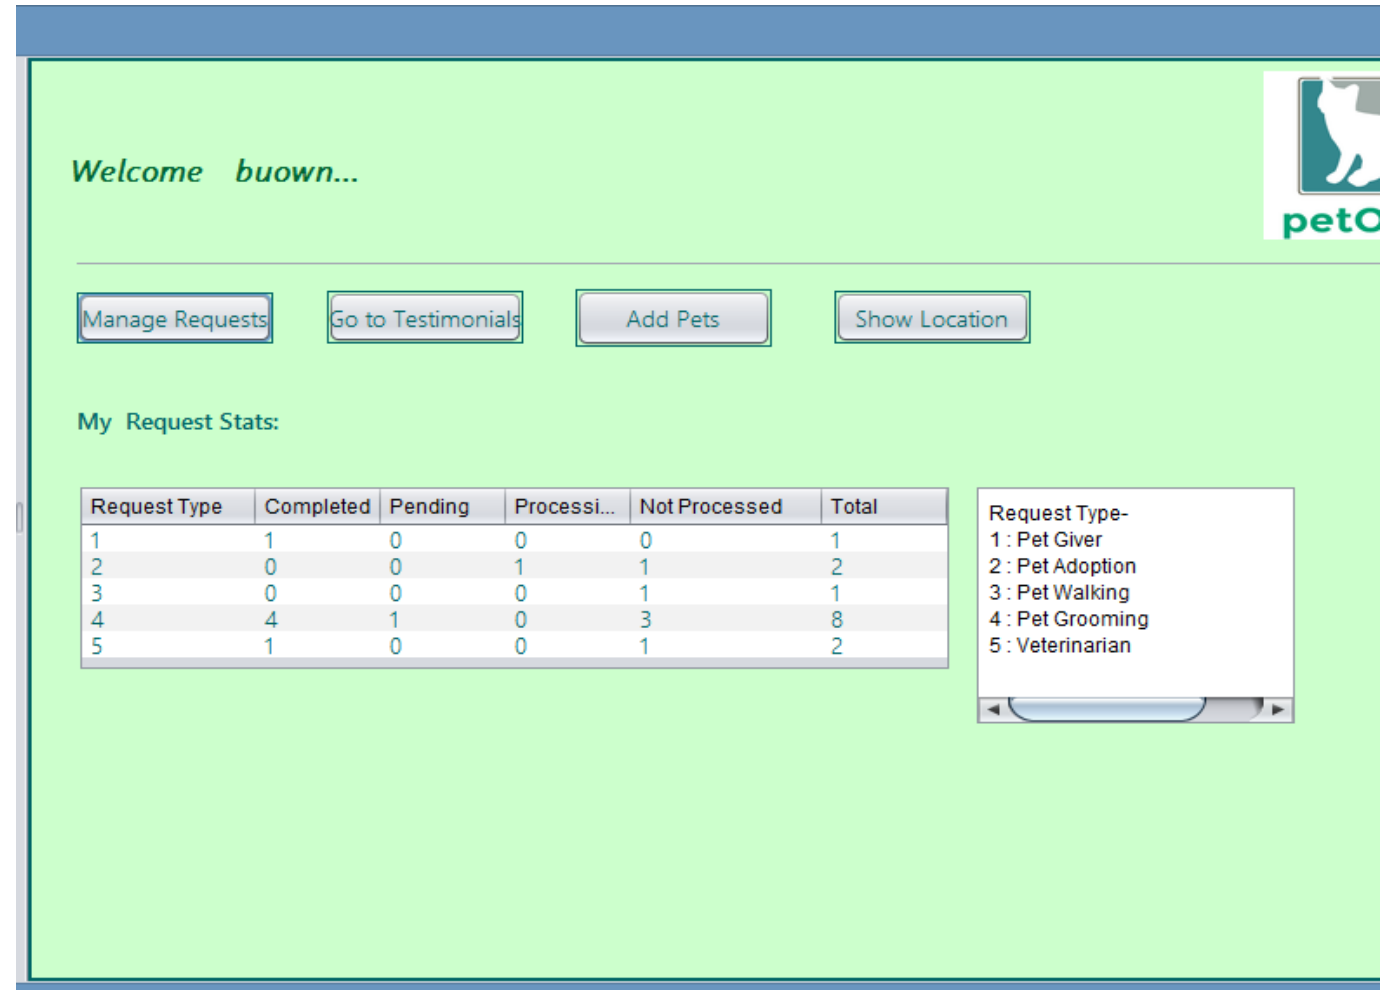 Welcome buown...
petO
Manage Requests Go to Testimonials Add Pets Show Location
My Request Stats:
Request Type Completed Pending Processi... Not Processed Total
1 1 0 0 0 1
2 0 0 1 1 2
3 0 0 0 1 1
4 4 1 0 3 8
5 1 0 0 1 2
Request Type-
1 : Pet Giver
2 : Pet Adoption
3 : Pet Walking
4 : Pet Grooming
5 : Veterinarian